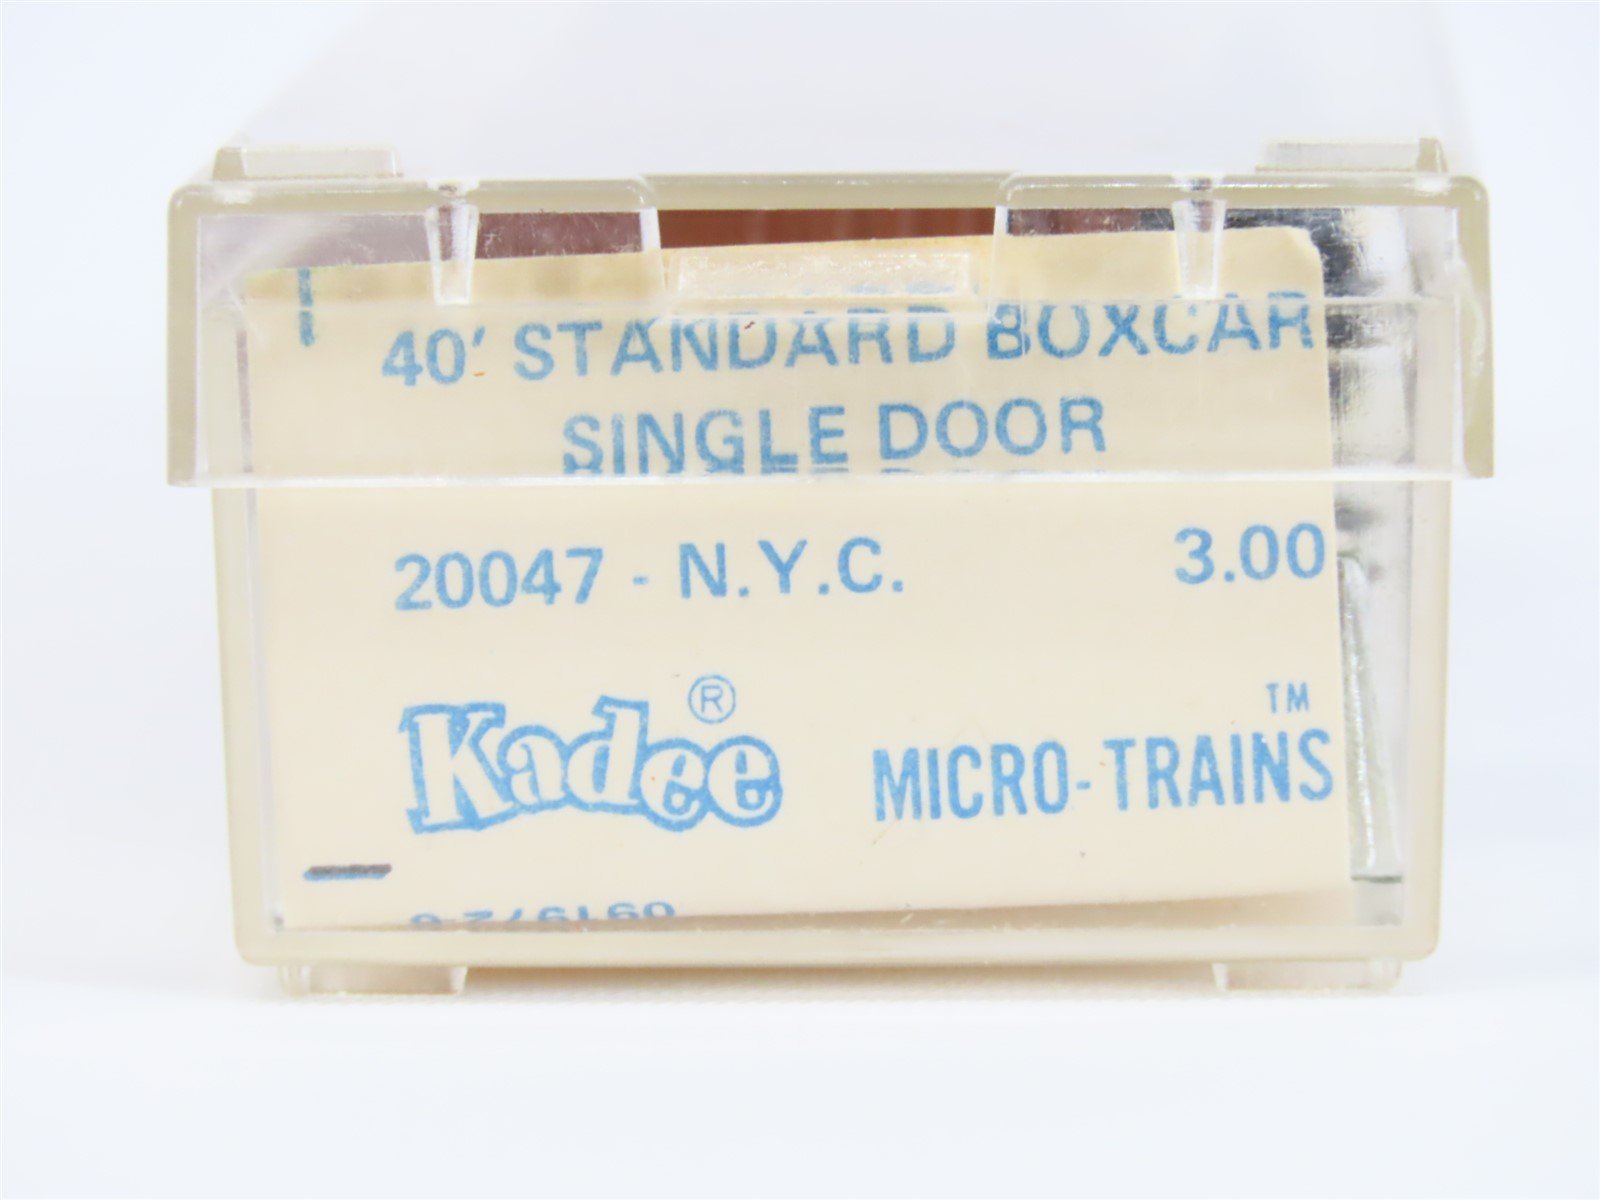 40' STANDARD BOXCAR
SINGLE DOOR
20047 - N.Y.C. 3.00
Kadee® MICRO-TRAINS™